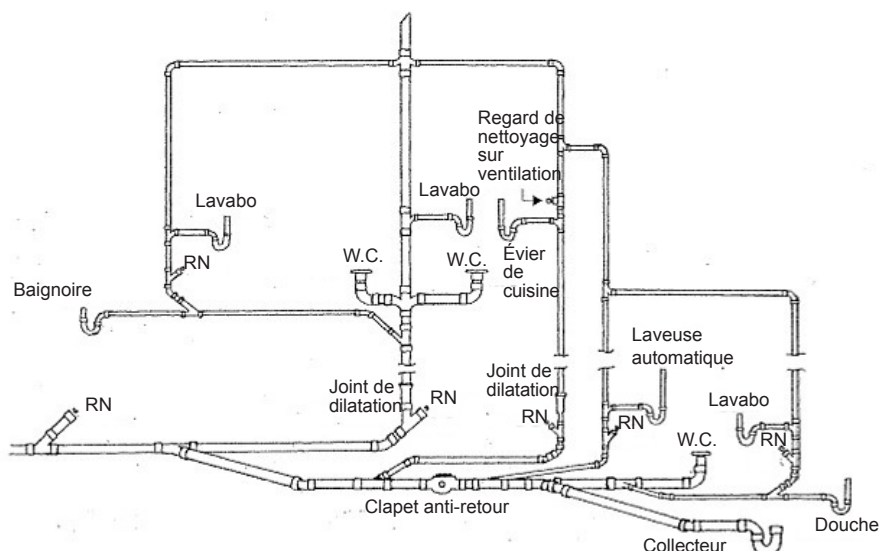 Regard de
nettoyage
sur
ventilation
Lavabo
Lavabo
RN
W.C.
W.C.
Évier
de
cuisine
Baignoire
Laveuse
automatique
Joint de
dilatation
RN
Joint de
dilatation
RN
RN
RN
Lavabo
RN
W.C.
Clapet anti-retour
Douche
Collecteur